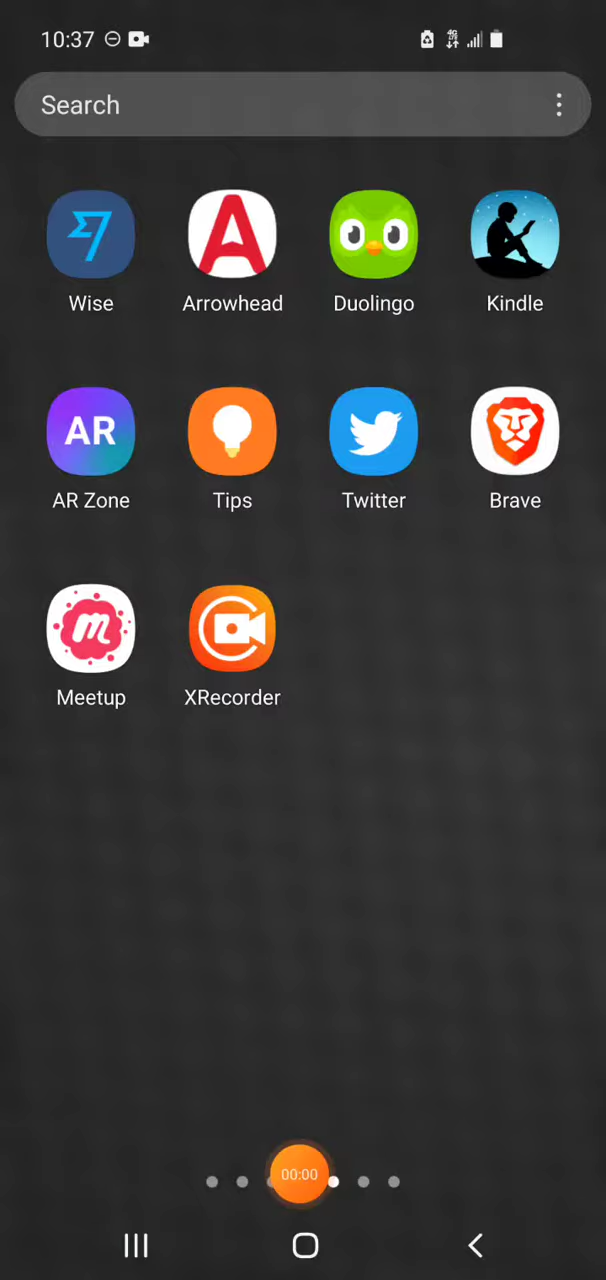 10:37
Search
Wise Arrowhead Duolingo Kindle
AR
AR Zone Tips Twitter Brave
Meetup XRecorder
00:00